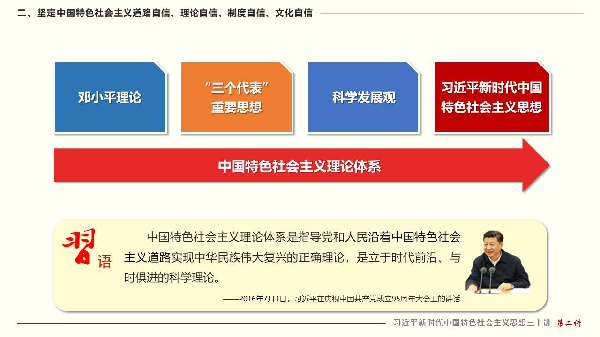 二、坚定中国特色社会主义道路自信、理论自信、制度自信、文化自信
邓小平理论
“三个代表”
重要思想
科学发展观
习近平新时代中国
特色社会主义思想
中国特色社会主义理论体系
習语
中国特色社会主义理论体系是指导党和人民沿着中国特色社会
主义道路实现中华民族伟大复兴的正确理论，是立于时代前沿、与
时俱进的科学理论。
——2016年7月1日，习近平在庆祝中国共产党成立95周年大会上的讲话
习近平新时代中国特色社会主义思想三十讲 第二讲